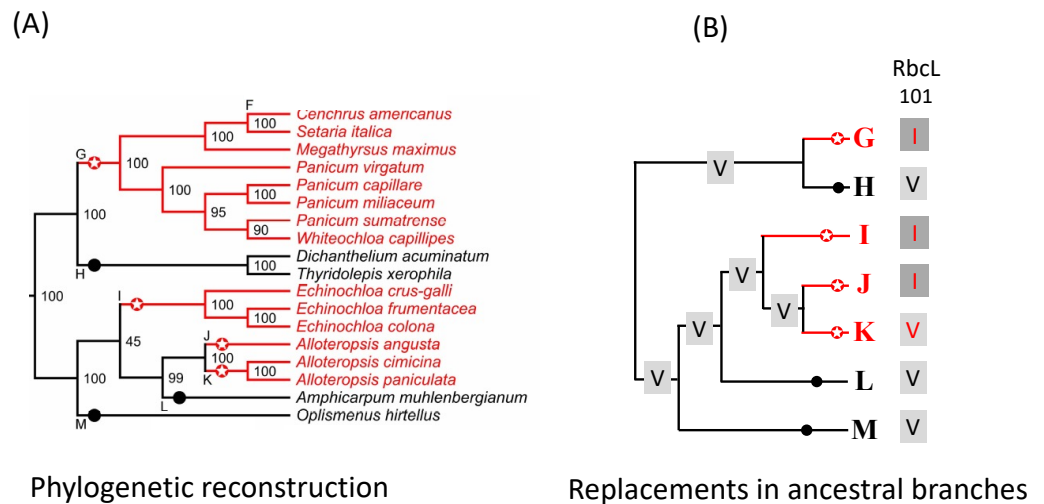 (A)
F
Cenchrus americanus
100
Setaria italica
100
Megathyrsus maximus
G
100
Panicum virgatum
100
Panicum capillare
100
Panicum miliaceum
95
100
Panicum sumatrense
90
Whiteochloa capillipes
Dichanthelium acuminatum
100
Thyridolepis xerophila
H
100
I
Echinochloa crus-galli
100
Echinochloa frumentacea
100
Echinochloa colona
45
J
Alloteropsis angusta
100
Alloteropsis cimicina
100
K
Alloteropsis paniculata
100
99
Amphicarpum muhlenbergianum
L
Oplismenus hirtellus
M
Phylogenetic reconstruction
(B)
RbcL
101
G I
V
H V
I I
V
J I
V
K V
V
L V
V
M V
Replacements in ancestral branches